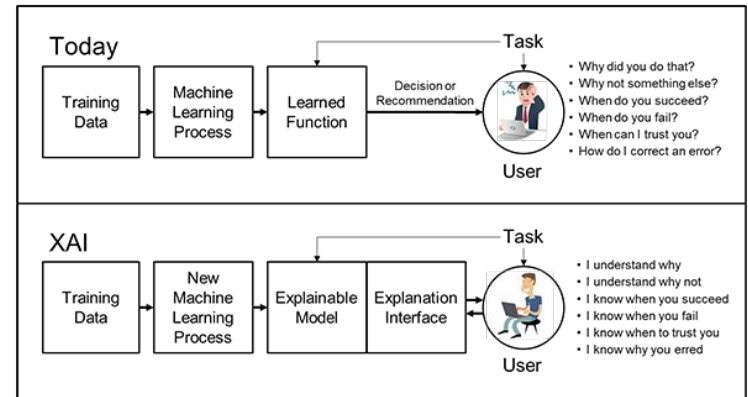 Today
Task
Training
Data
Machine
Learning
Process
Learned
Function
Decision or
Recommendation
User
• Why did you do that?
• Why not something else?
• When do you succeed?
• When do you fail?
• When can I trust you?
• How do I correct an error?
XAI
Task
Training
Data
New
Machine
Learning
Process
Explainable
Model
Explanation
Interface
User
• I understand why
• I understand why not
• I know when you succeed
• I know when you fail
• I know when to trust you
• I know why you erred